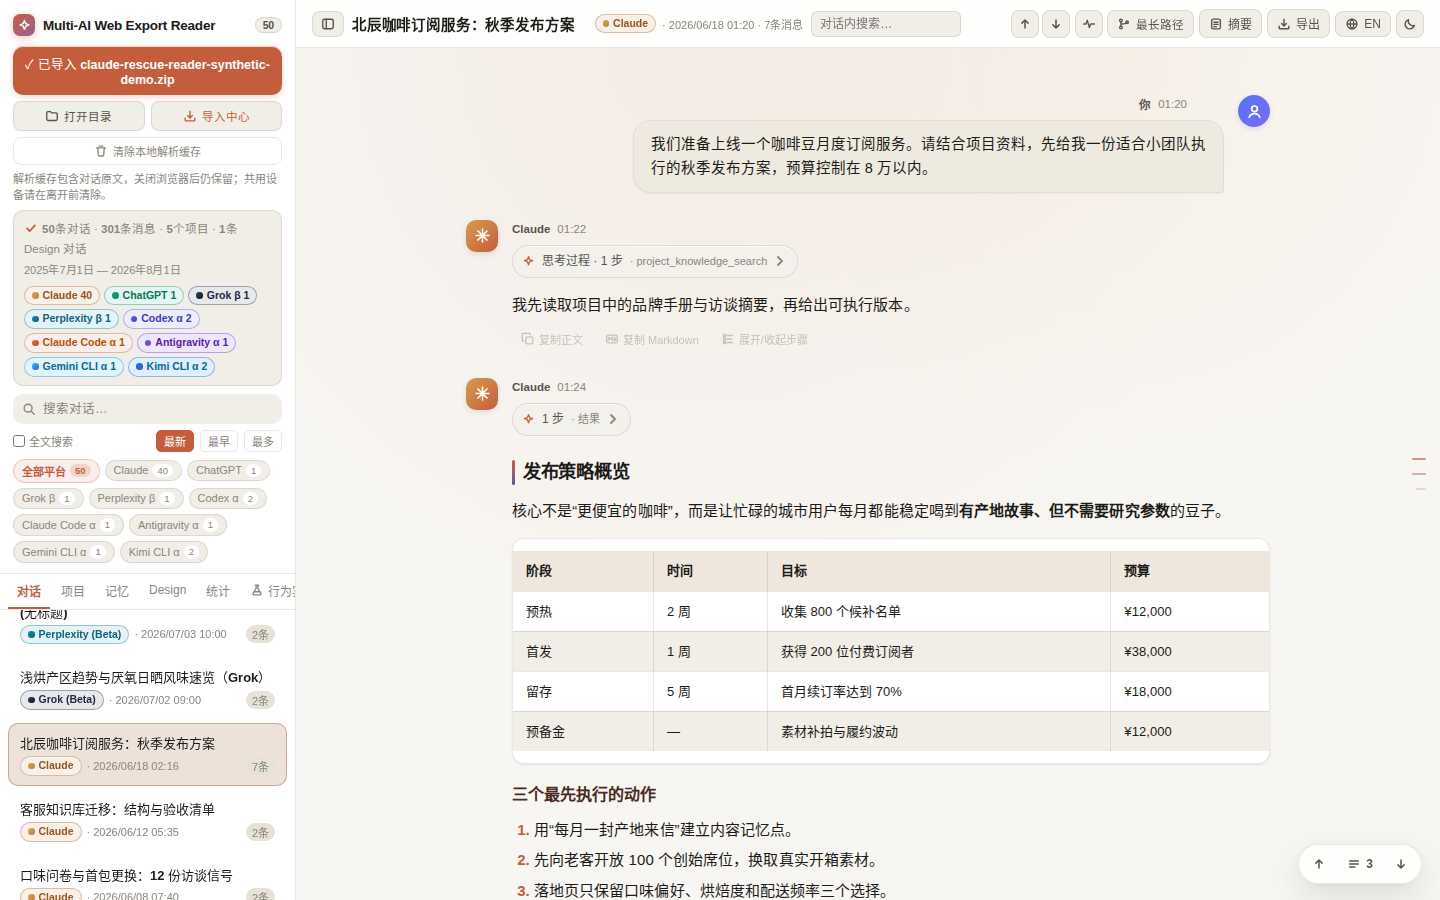 Multi-AI Web Export Reader 50
✓ 已导入 claude-rescue-reader-synthetic-
demo.zip
打开目录 导入中心
清除本地解析缓存
解析缓存包含对话原文，关闭浏览器后仍保留；共用设
备请在离开前清除。
50条对话 · 301条消息 · 5个项目 · 1条
Design 对话
2025年7月1日 — 2026年8月1日
Claude 40 ChatGPT 1 Grok β 1
Perplexity β 1 Codex α 2
Claude Code α 1 Antigravity α 1
Gemini CLI α 1 Kimi CLI α 2
搜索对话…
全文搜索 最新 最早 最多
全部平台 50 Claude 40 ChatGPT 1
Grok β 1 Perplexity β 1 Codex α 2
Claude Code α 1 Antigravity α 1
Gemini CLI α 1 Kimi CLI α 2
对话 项目 记忆 Design 统计 行为
(无标题)
Perplexity (Beta) · 2026/07/03 10:00 2条
浅烘产区趋势与厌氧日晒风味速览（Grok）
Grok (Beta) · 2026/07/02 09:00 2条
北辰咖啡订阅服务：秋季发布方案
Claude · 2026/06/18 02:16 7条
客服知识库迁移：结构与验收清单
Claude · 2026/06/12 05:35 2条
口味问卷与首包更换：12 份访谈信号
Claude · 2026/06/08 07:40 2条
北辰咖啡订阅服务：秋季发布方案 Claude · 2026/06/18 01:20 · 7条消息 对话内搜索… 最长路径 摘要 导出 EN
你 01:20
我们准备上线一个咖啡豆月度订阅服务。请结合项目资料，先给我一份适合小团队执
行的秋季发布方案，预算控制在 8 万以内。
Claude 01:22
思考过程 · 1 步 · project_knowledge_search
我先读取项目中的品牌手册与访谈摘要，再给出可执行版本。
复制正文 复制 Markdown 展开/收起步骤
Claude 01:24
1 步 · 结果
发布策略概览
核心不是“更便宜的咖啡”，而是让忙碌的城市用户每月都能稳定喝到有产地故事、但不需要研究参数的豆子。
阶段 时间 目标 预算
预热 2 周 收集 800 个候补名单 ¥12,000
首发 1 周 获得 200 位付费订阅者 ¥38,000
留存 5 周 首月续订率达到 70% ¥18,000
预备金 — 素材补拍与履约波动 ¥12,000
三个最先执行的动作
1. 用“每月一封产地来信”建立内容记忆点。
2. 先向老客开放 100 个创始席位，换取真实开箱素材。
3. 落地页只保留口味偏好、烘焙度和配送频率三个选择。
3